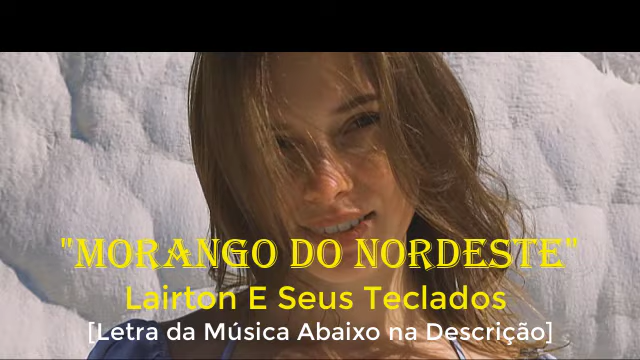 "MORANGO DO NORDESTE"
Lairton E Seus Teclados
[Letra da Música Abaixo na Descrição]